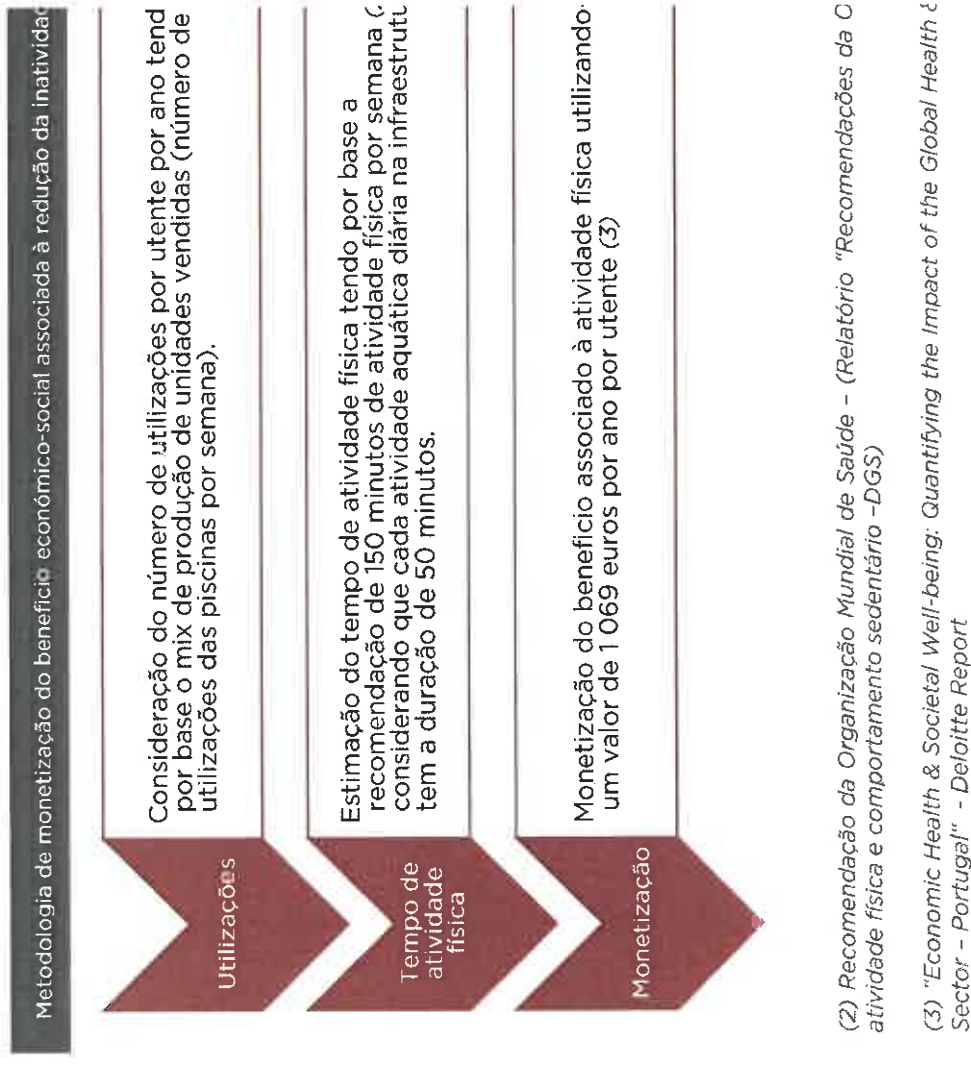 Metodologia de monetização do benefício económico-social associada à redução da
Utilizações
Consideração do número de utilizações por utente por ano
por base o mix de produção de unidades vendidas (número de
utilizações das piscinas por semana).
Tempo de
atividade
física
Estimação do tempo de atividade física tendo por base a
recomendação de 150 minutos de atividade física por semana
considerando que cada atividade aquática diária na
tem a duração de 50 minutos.
Monetização
Monetização do benefício associado à atividade física utilizando
um valor de 1 069 euros por ano por utente (3)
(2) Recomendação da Organização Mundial de Saúde - (Relatório "Recomendações da
atividade física e comportamento sedentário -DGS)
(3) "Economic Health & Societal Well-being: Quantifying the Impact of the Global Health
Sector - Portugal" - Deloitte Report